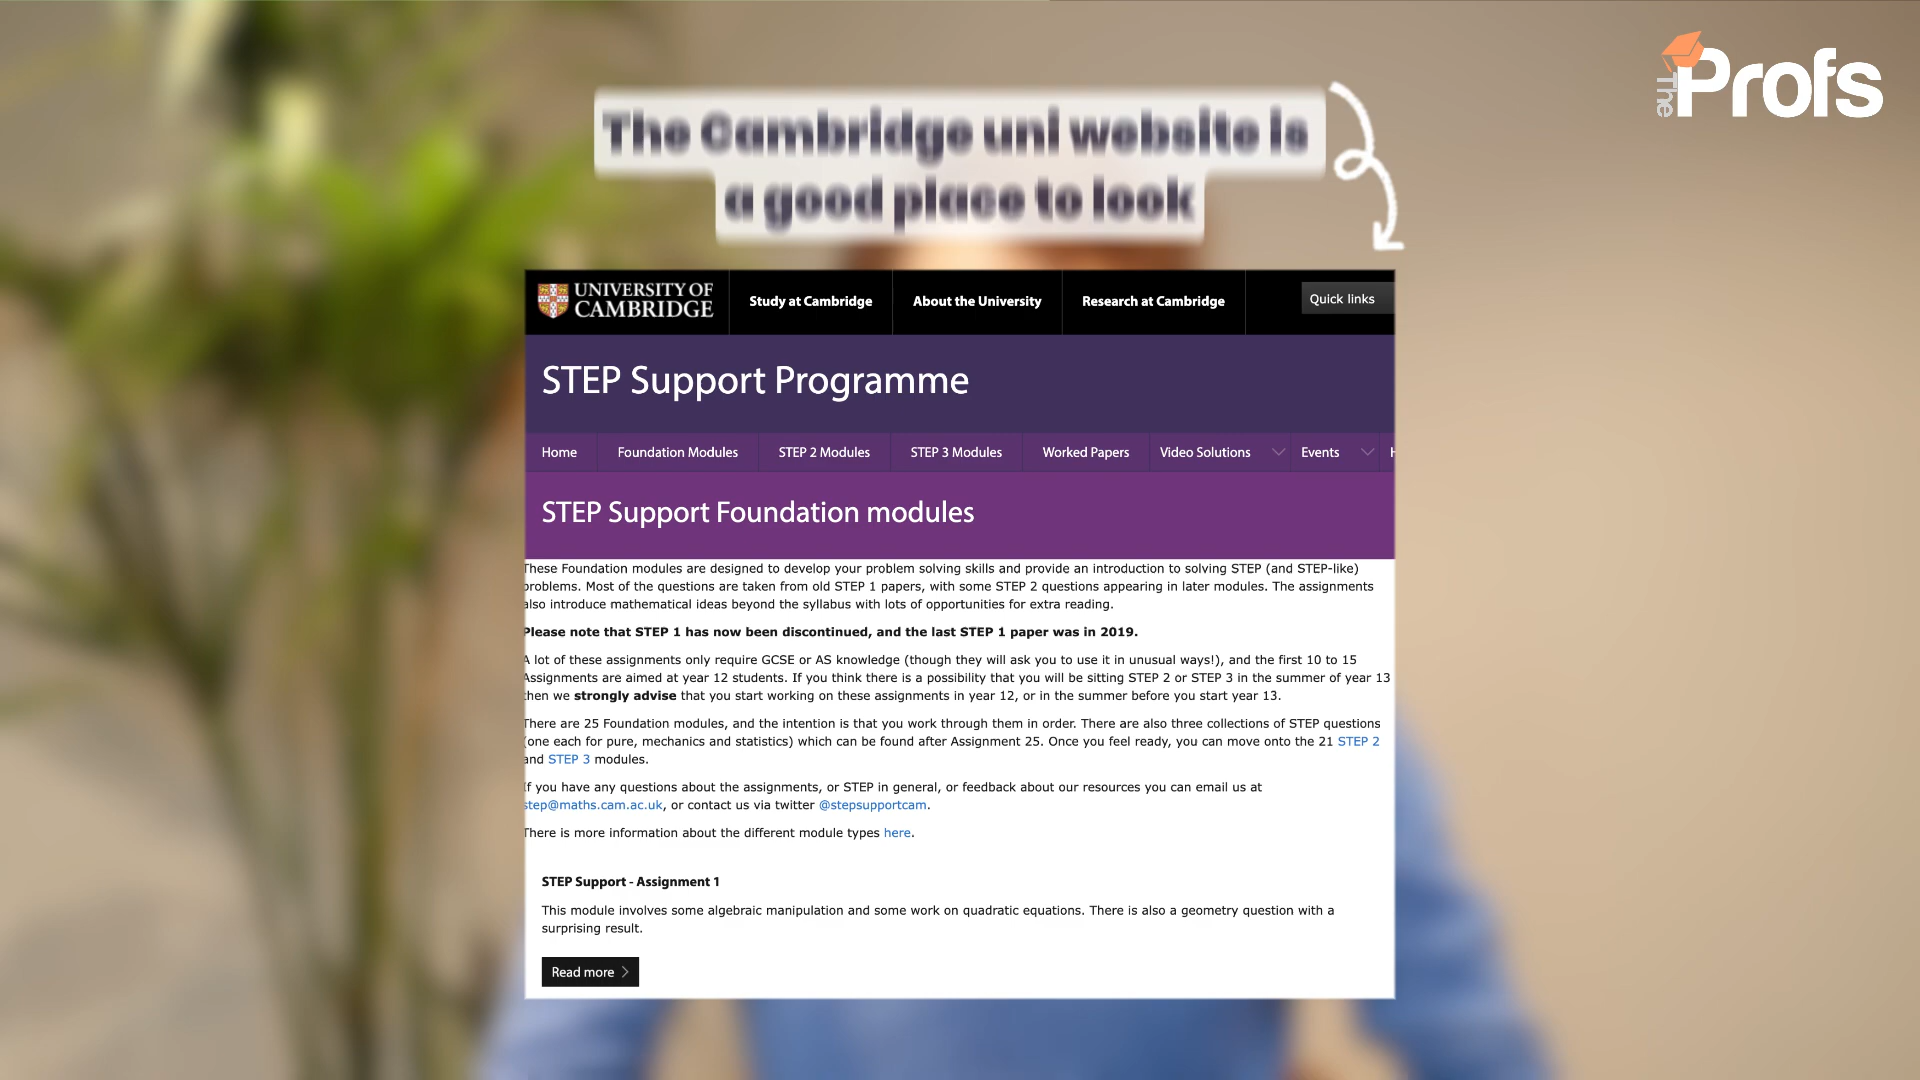 The Profs
The Cambridge uni website is
a good place to look
UNIVERSITY OF
CAMBRIDGE
Study at Cambridge
About the University
Research at Cambridge
Quick links
STEP Support Programme
Home
Foundation Modules
STEP 2 Modules
STEP 3 Modules
Worked Papers
Video Solutions
Events
STEP Support Foundation modules
These Foundation modules are designed to develop your problem solving skills and provide an introduction to solving STEP (and STEP-like)
problems. Most of the questions are taken from old STEP 1 papers, with some STEP 2 questions appearing in later modules. The assignments
also introduce mathematical ideas beyond the syllabus with lots of opportunities for extra reading.
Please note that STEP 1 has now been discontinued, and the last STEP 1 paper was in 2019.
A lot of these assignments only require GCSE or AS knowledge (though they will ask you to use it in unusual ways!), and the first 10 to 15
Assignments are aimed at year 12 students. If you think there is a possibility that you will be sitting STEP 2 or STEP 3 in the summer of year 13
then we strongly advise that you start working on these assignments in year 12, or in the summer before you start year 13.
There are 25 Foundation modules, and the intention is that you work through them in order. There are also three collections of STEP questions
(one each for pure, mechanics and statistics) which can be found after Assignment 25. Once you feel ready, you can move onto the 21 STEP 2
and STEP 3 modules.
If you have any questions about the assignments, or STEP in general, or feedback about our resources you can email us at
step@maths.cam.ac.uk, or contact us via twitter @stepsupportcam.
There is more information about the different module types here.
STEP Support - Assignment 1
This module involves some algebraic manipulation and some work on quadratic equations. There is also a geometry question with a
surprising result.
Read more